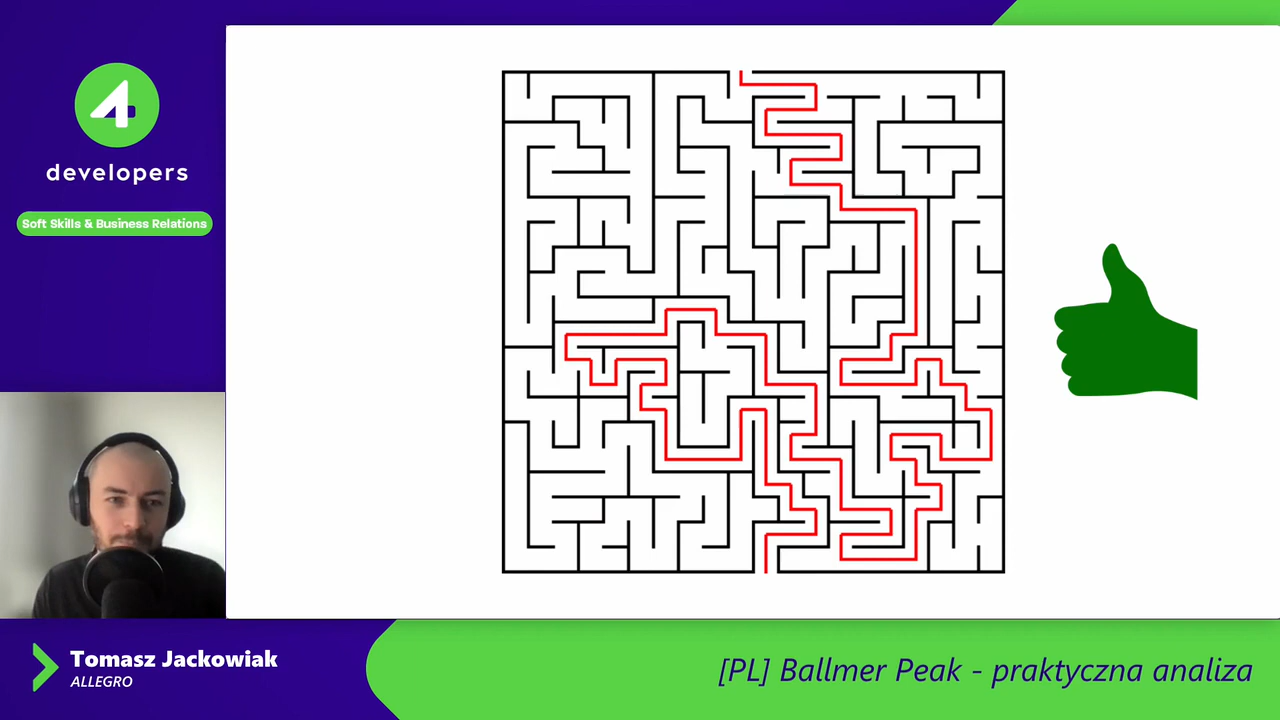 4
developers
Soft Skills & Business Relations
Tomasz Jackowiak
ALLEGRO
[PL] Ballmer Peak - praktyczna analiza